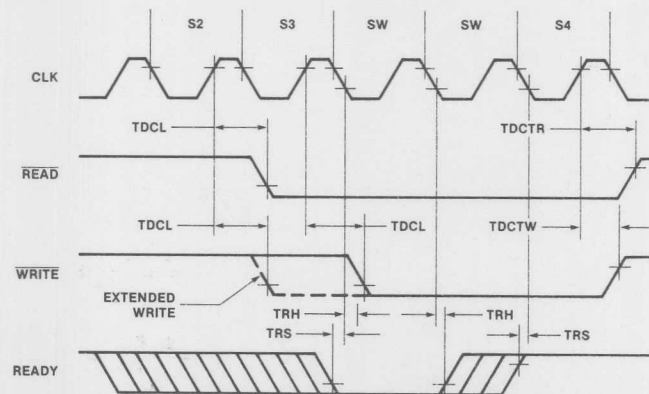 S2 S3 SW SW S4
CLK
TDCL TDCTR
READ
TDCL TDCL TDCTW
WRITE
EXTENDED
WRITE
TRH TRH
TRS TRS
READY